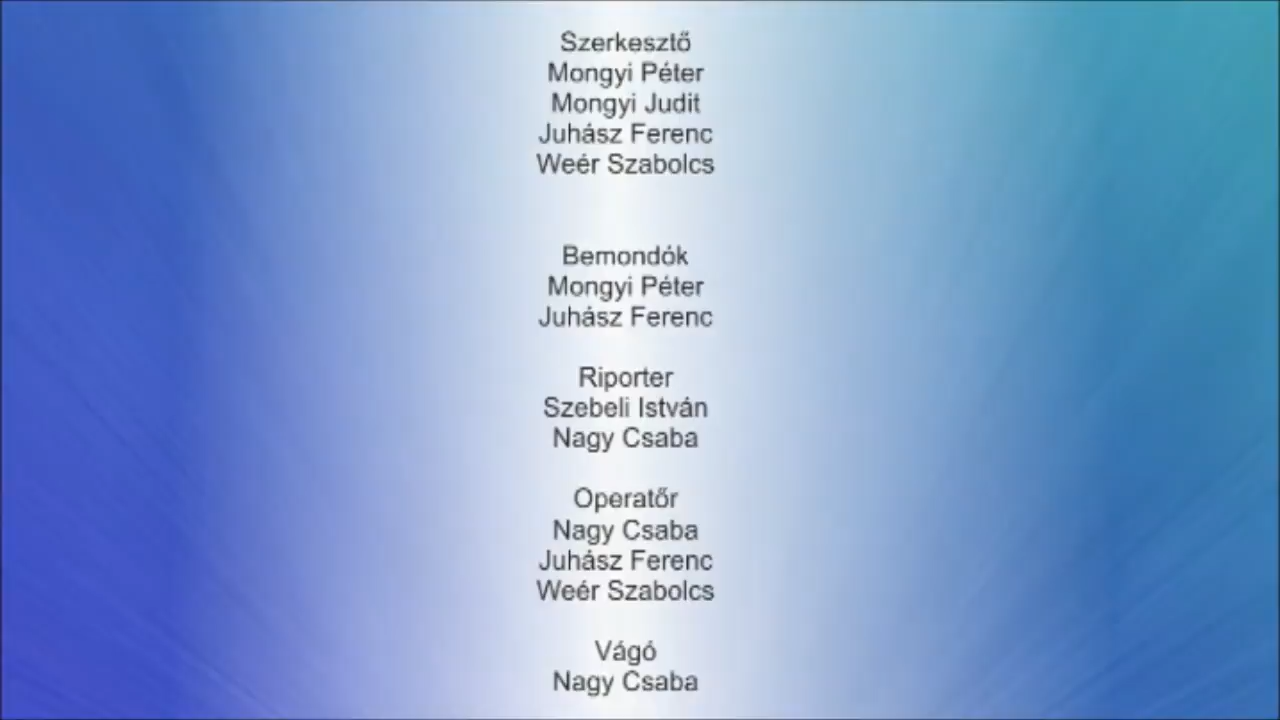 Szerkesztő
Mongyi Péter
Mongyi Judit
Juhász Ferenc
Weér Szabolcs
Bemondók
Mongyi Péter
Juhász Ferenc
Riporter
Szebeli István
Nagy Csaba
Operatőr
Nagy Csaba
Juhász Ferenc
Weér Szabolcs
Vágó
Nagy Csaba